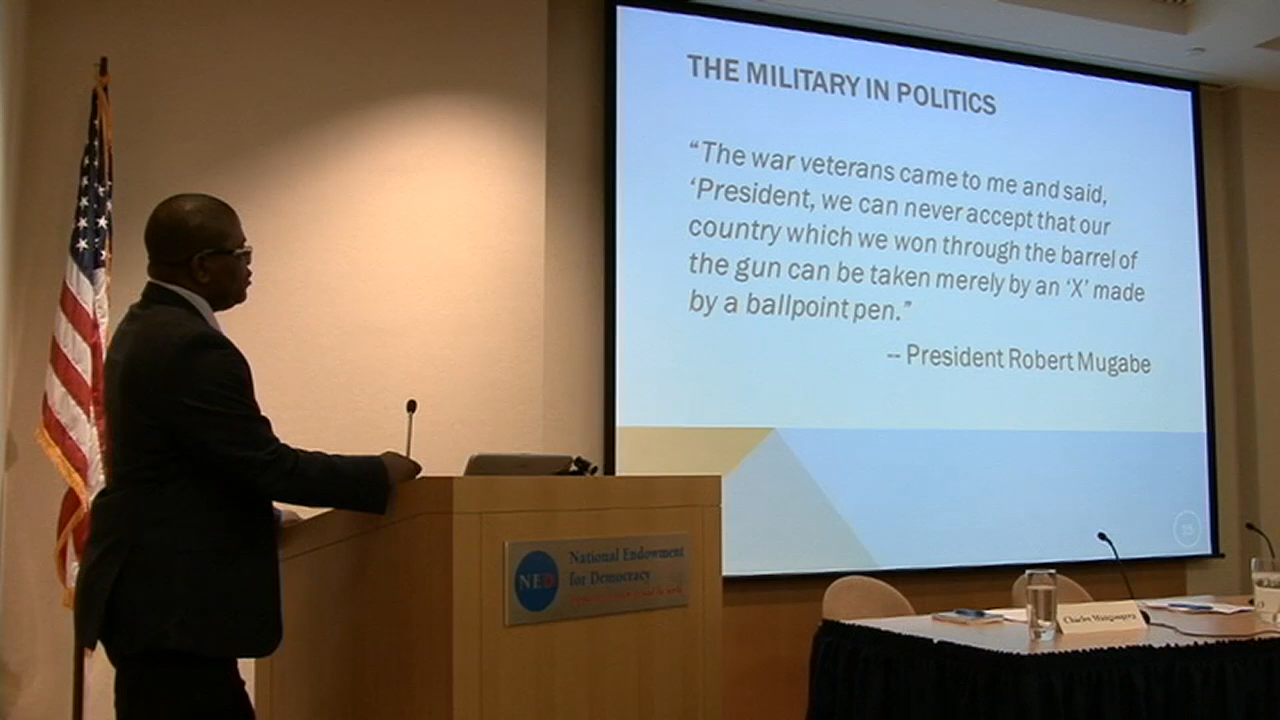 THE MILITARY IN POLITICS
“The war veterans came to me and said,
‘President, we can never accept that our
country which we won through the barrel of
the gun can be taken merely by an ‘X’ made
by a ballpoint pen.”
-- President Robert Mugabe
15
NED
National Endowment
for Democracy
Charles Mangongera